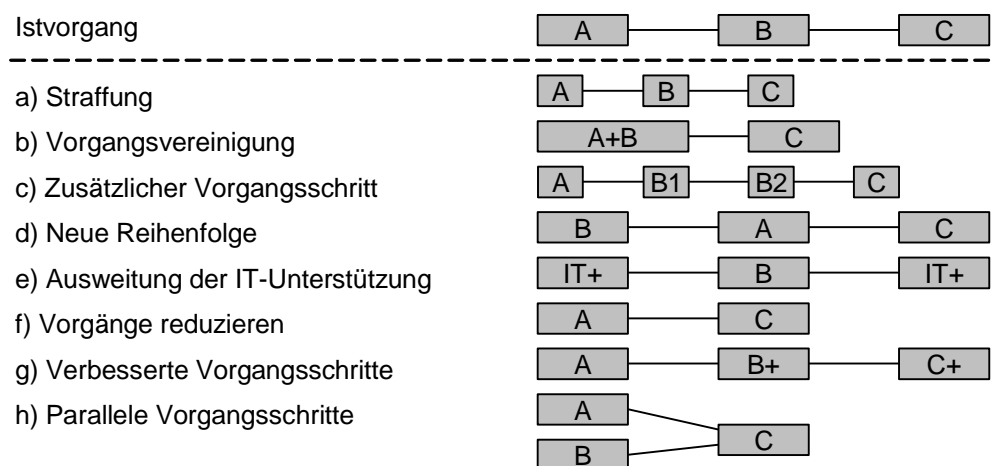 Istvorgang A B C
a) Straffung A B C
b) Vorgangsvereinigung A+B C
c) Zusätzlicher Vorgangsschritt A B1 B2 C
d) Neue Reihenfolge B A C
e) Ausweitung der IT-Unterstützung IT+ B IT+
f) Vorgänge reduzieren A C
g) Verbesserte Vorgangsschritte A B+ C+
h) Parallele Vorgangsschritte A
C
B